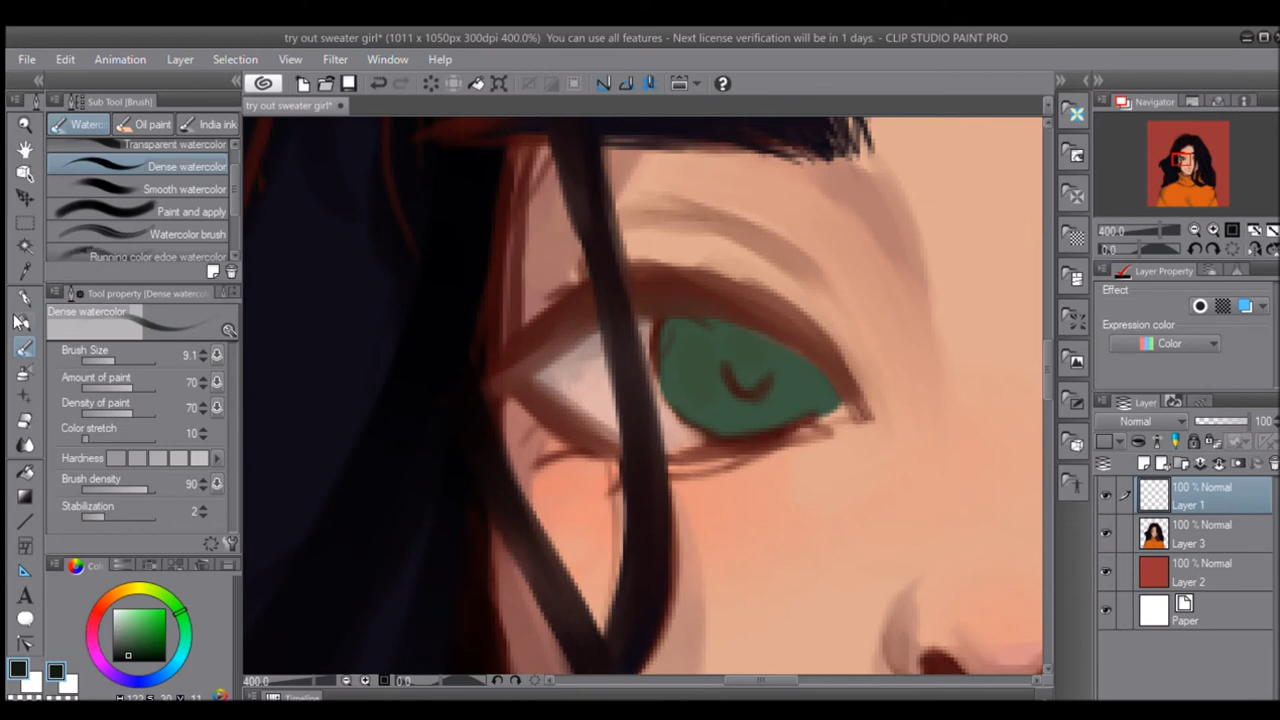 try out sweater girl* (1011 x 1050px 300dpi 400.0%) You can use all features - Next license verification will be in 1 days. - CLIP STUDIO PAINT PRO
File Edit Animation Layer Selection View Filter Window Help
Sub Tool [Brush]
try out sweater girl*
Navigator
Waterc Oil paint India ink
Transparent watercolor
Dense watercolor
Smooth watercolor
Paint and apply
Watercolor brush
Running color edge watercolor
400.0
0.0
Tool property [Dense waterco
Layer Property
Dense watercolor
Effect
Expression color
Color
Brush Size 9.1
Amount of paint 70
Density of paint 70
Color stretch 10
Hardness
Brush density 90
Stabilization 2
Layer
Normal 100
100 % Normal
Layer 1
100 % Normal
Layer 3
100 % Normal
Layer 2
Paper
400.0 0.0
Timeline